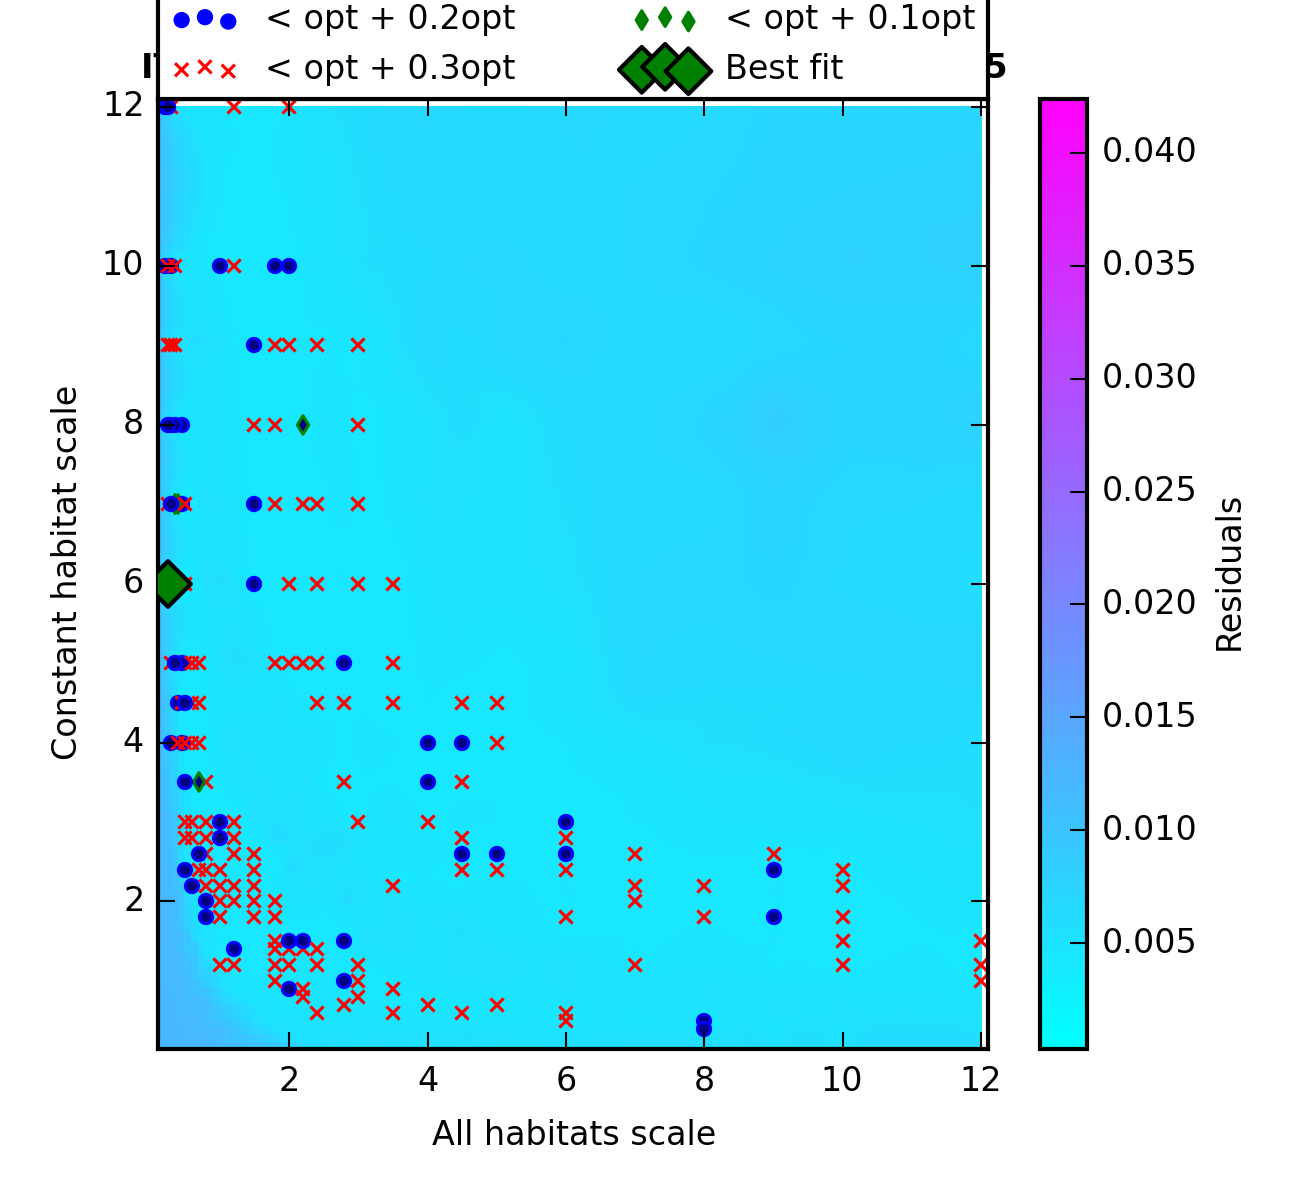 < opt + 0.2opt < opt + 0.1opt
< opt + 0.3opt Best fit
5
12
10
8
6
4
2
Constant habitat scale
2 4 6 8 10 12
All habitats scale
0.040
0.035
0.030
0.025
0.020
0.015
0.010
0.005
Residuals